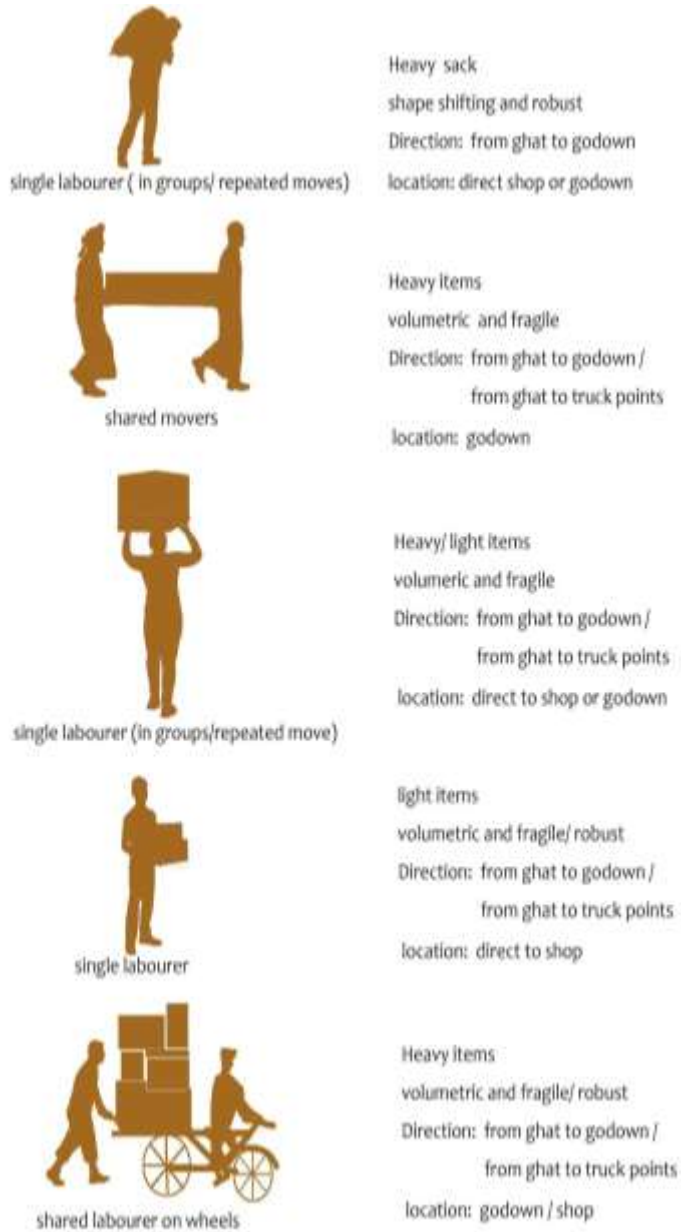 Heavy sack
shape shifting and robust
Direction: from ghat to godown
single labourer ( in groups/ repeated moves)
location: direct shop or godown
Heavy items
volumetric and fragile
Direction: from ghat to godown /
from ghat to truck points
shared movers
location: godown
Heavy/ light items
volumeric and fragile
Direction: from ghat to godown /
from ghat to truck points
location: direct to shop or godown
single labourer (in groups/repeated move)
light items
volumetric and fragile/ robust
Direction: from ghat to godown /
from ghat to truck points
single labourer
location: direct to shop
Heavy items
volumetric and fragile/ robust
Direction: from ghat to godown /
from ghat to truck points
shared labourer on wheels
location: godown / shop